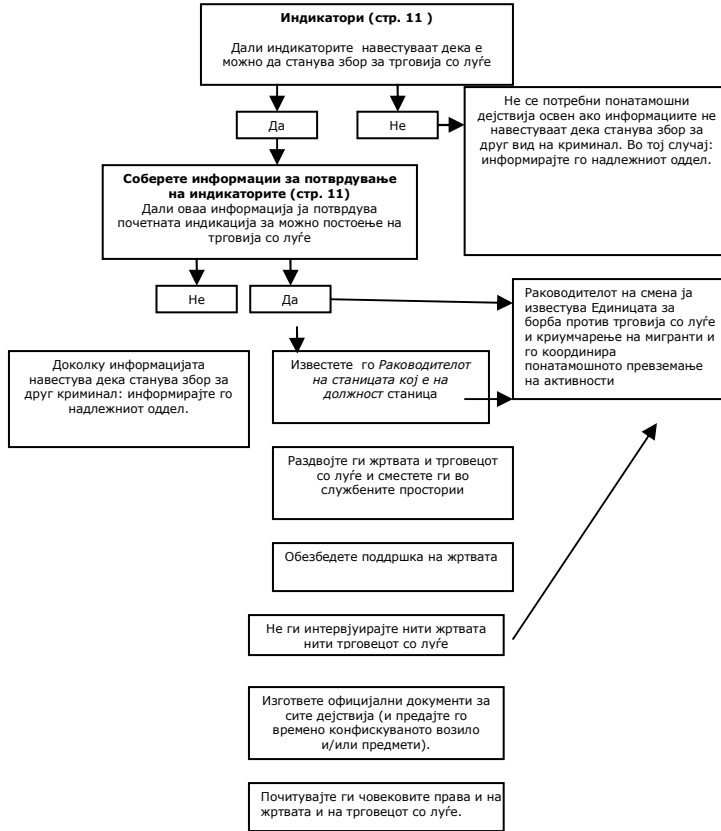 Индикатори (стр. 11 )
Дали индикаторите навестуваат дека е
можно да станува збор за трговија со луѓе
Да
Не
Не се потребни понатамошни
дејствија освен ако информациите не
навестуваат дека станува збор за
друг вид на криминал. Во тој случај:
информирајте го надлежниот оддел.
Соберете информации за потврдување
на индикаторите (стр. 11)
Дали оваа информација ја потврдува
почетната индикација за можно постоење на
трговија со луѓе
Не
Да
Раководителот на смена ја
известува Единицата за
борба против трговија со луѓе
и криумчарење на мигранти и
го координира
понатамошното превземање
на активности
Доколку информацијата
навестува дека станува збор за
друг криминал: информирајте го
надлежниот оддел.
Известете го Раководителот
на станицата кој е на
должност станица
Раздвојте ги жртвата и трговецот
со луѓе и сместете ги во
службените простории
Обезбедете поддршка на жртвата
Не ги интервјуирајте нити жртвата
нити трговецот со луѓе
Изгответе официјални документи за
сите дејствија (и предајте го
времено конфискуваното возило
и/или предмети).
Почитувајте ги човековите права и на
жртвата и на трговецот со луѓе.